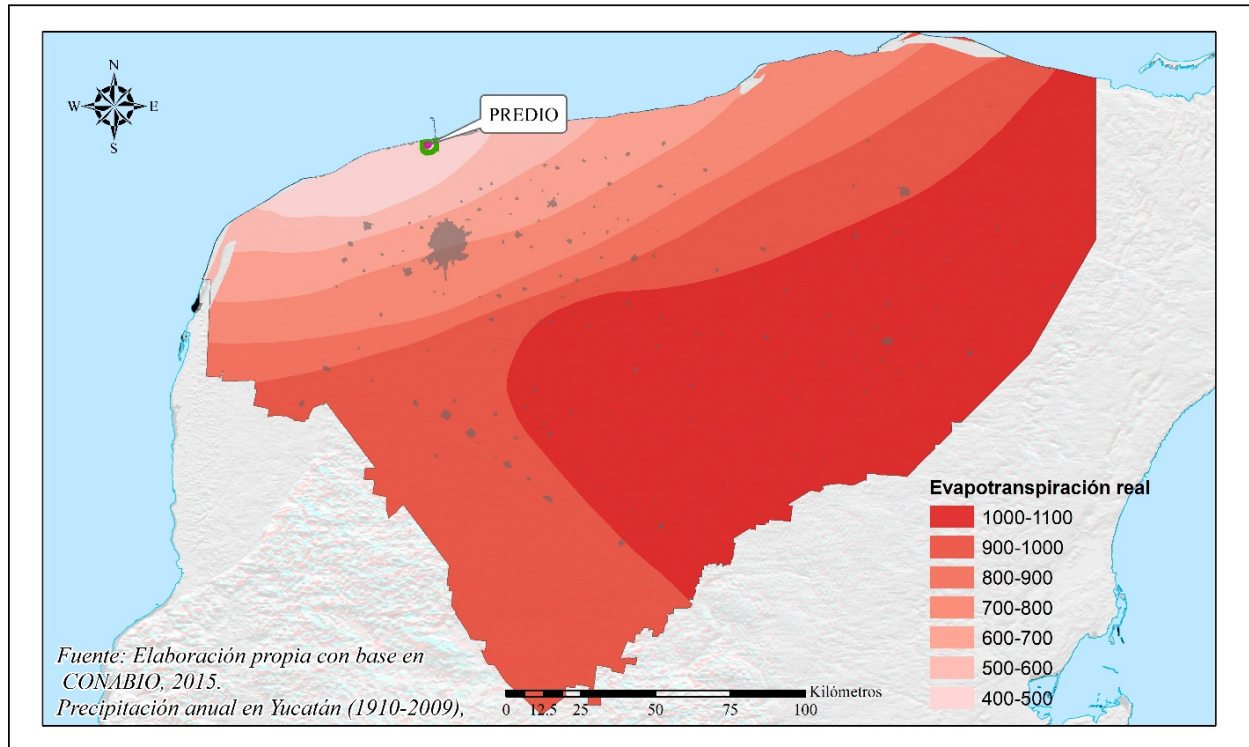 N
W E
S
PREDIO
Evapotranspiración real
1000-1100
900-1000
800-900
700-800
600-700
500-600
400-500
Fuente: Elaboración propia con base en
CONABIO, 2015.
Precipitación anual en Yucatán (1910-2009),
Kilómetros
0 12.5 25 50 75 100